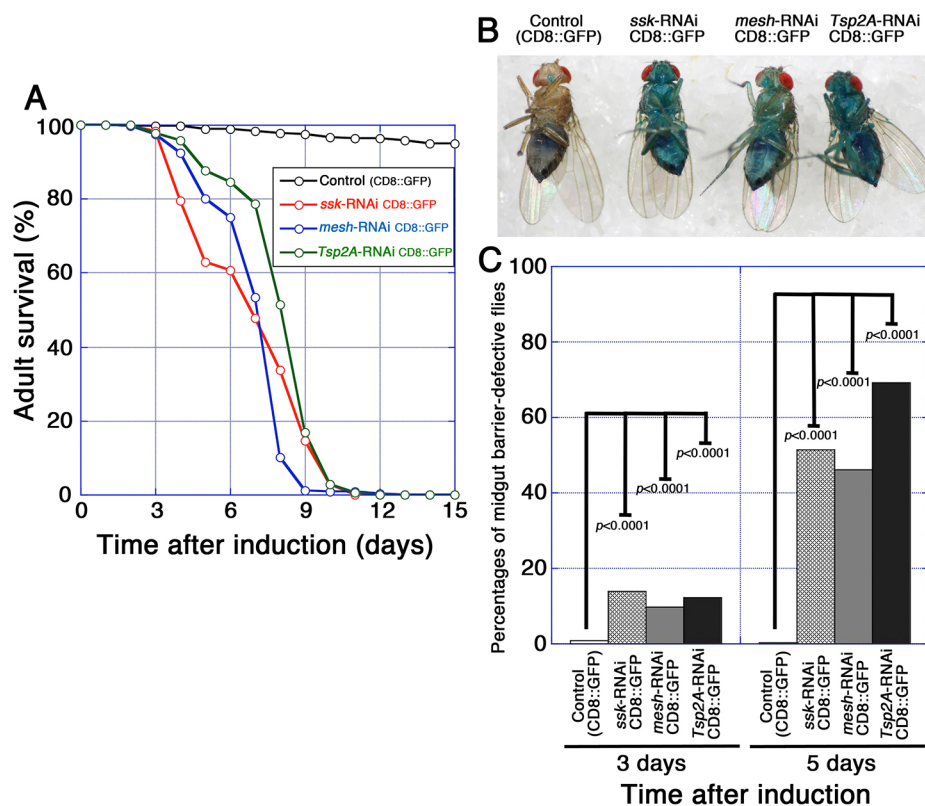 A
100
80
60
40
20
0
Adult survival (%)
Control (CD8::GFP)
ssk-RNAi CD8::GFP
mesh-RNAi CD8::GFP
Tsp2A-RNAi CD8::GFP
0 3 6 9 12 15
Time after induction (days)
B
Control
(CD8::GFP)
ssk-RNAi
CD8::GFP
mesh-RNAi
CD8::GFP
Tsp2A-RNAi
CD8::GFP
C
100
80
60
40
20
0
Percentages of midgut barrier-defective flies
p<0.0001
p<0.0001
p<0.0001
p<0.0001
p<0.0001
p<0.0001
Control
(CD8::GFP)
ssk-RNAi
CD8::GFP
mesh-RNAi
CD8::GFP
Tsp2A-RNAi
CD8::GFP
Control
(CD8::GFP)
ssk-RNAi
CD8::GFP
mesh-RNAi
CD8::GFP
Tsp2A-RNAi
CD8::GFP
3 days
5 days
Time after induction